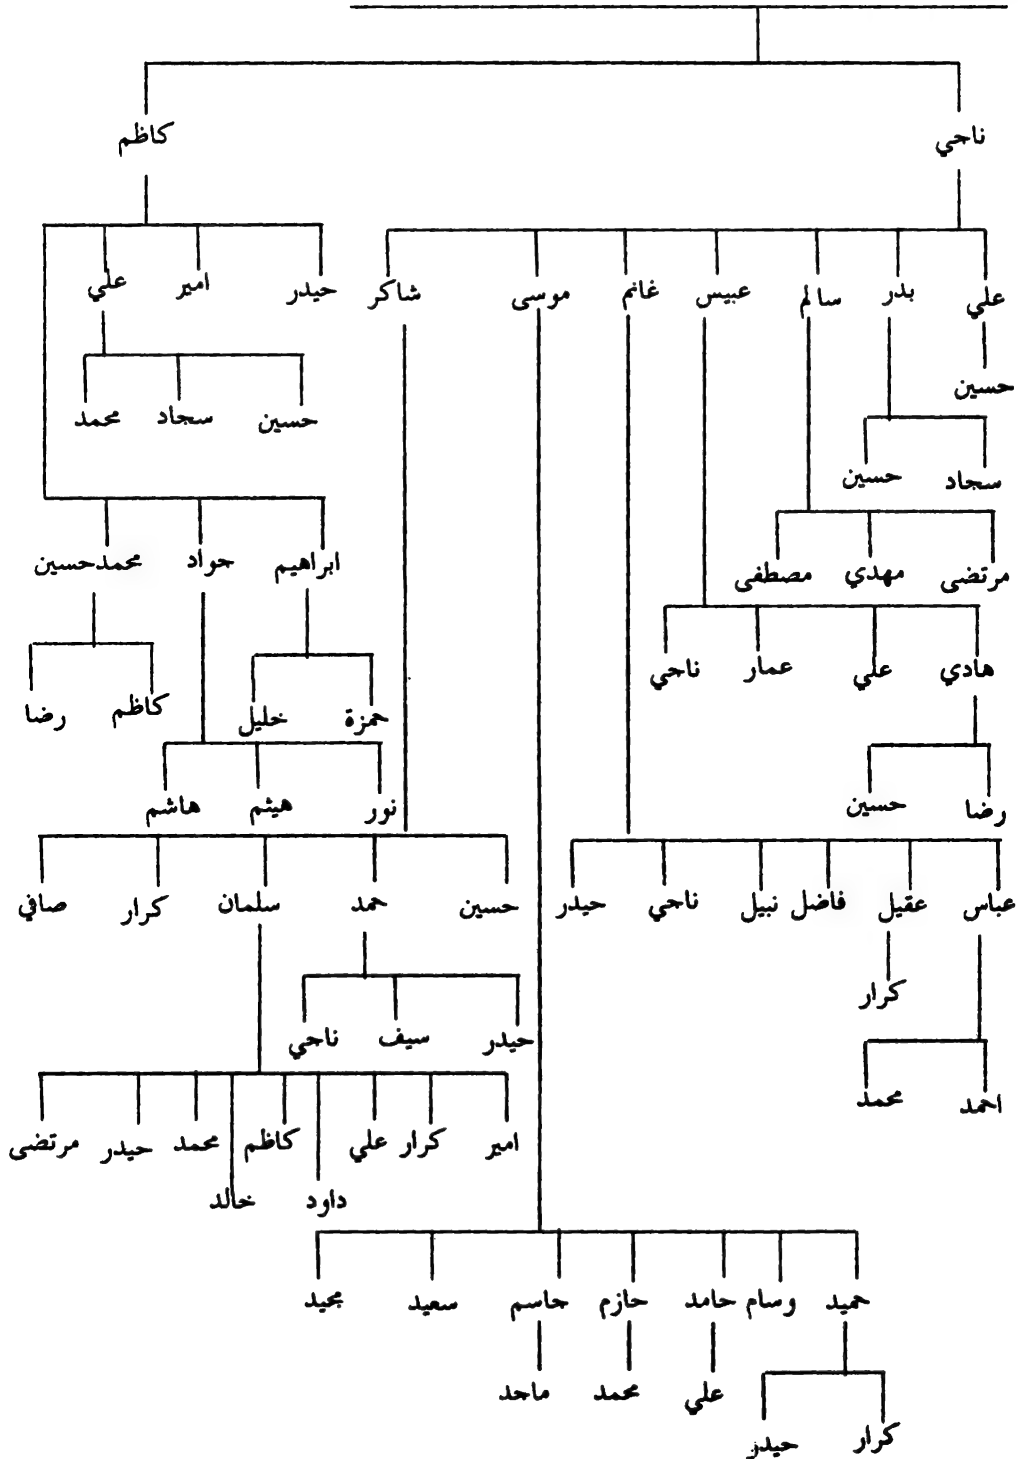 ناجي كاظم
علي بدر سالم عبيس غانم موسى شاكر حيدر امير علي
حسين
حسين سجاد محمد
سجاد حسين
مرتضى مهدي مصطفى
ابراهيم جواد محمدحسين
هادي علي عمار ناجي
حمزة خليل كاظم رضا
رضا حسين
نور هيثم هاشم
عباس عقيل فاضل نبيل ناجي حيدر
حسين حمد سلمان كرار صافي
كرار
حيدر سيف ناجي
احمد محمد
امير كرار علي كاظم محمد حيدر مرتضى
داود خالد
حميد وسام حامد حازم جاسم سعيد مجيد
علي محمد ماجد
كرار حيدر